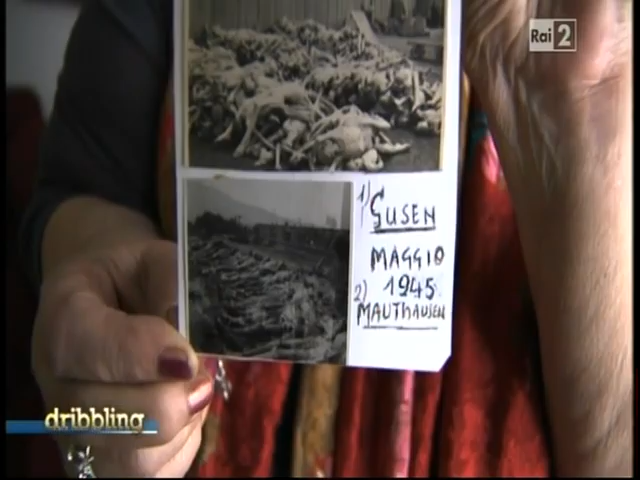 Rai 2
1) GUSEN
MAGGIO
1945
2) MAUTHAUSEN
dribbling